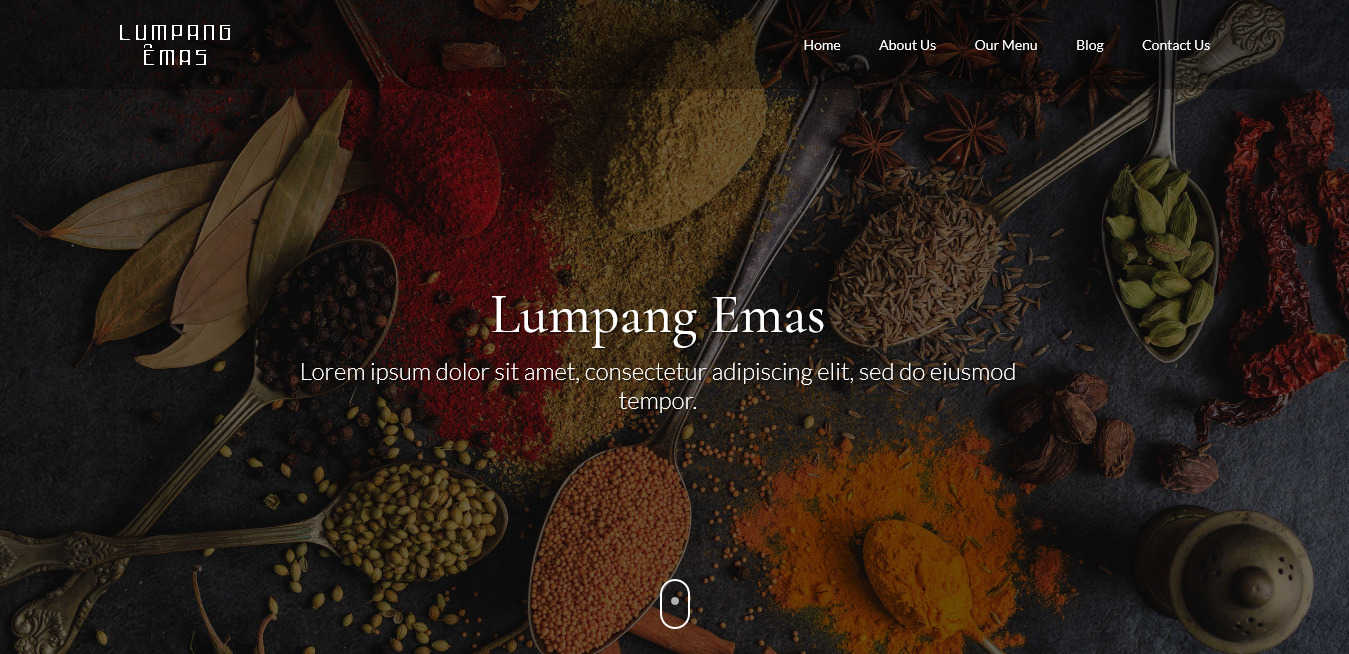 LUMPANG
EMAS
Home About Us Our Menu Blog Contact Us
Lumpang Emas
Lorem ipsum dolor sit amet, consectetur adipiscing elit, sed do eiusmod
tempor.